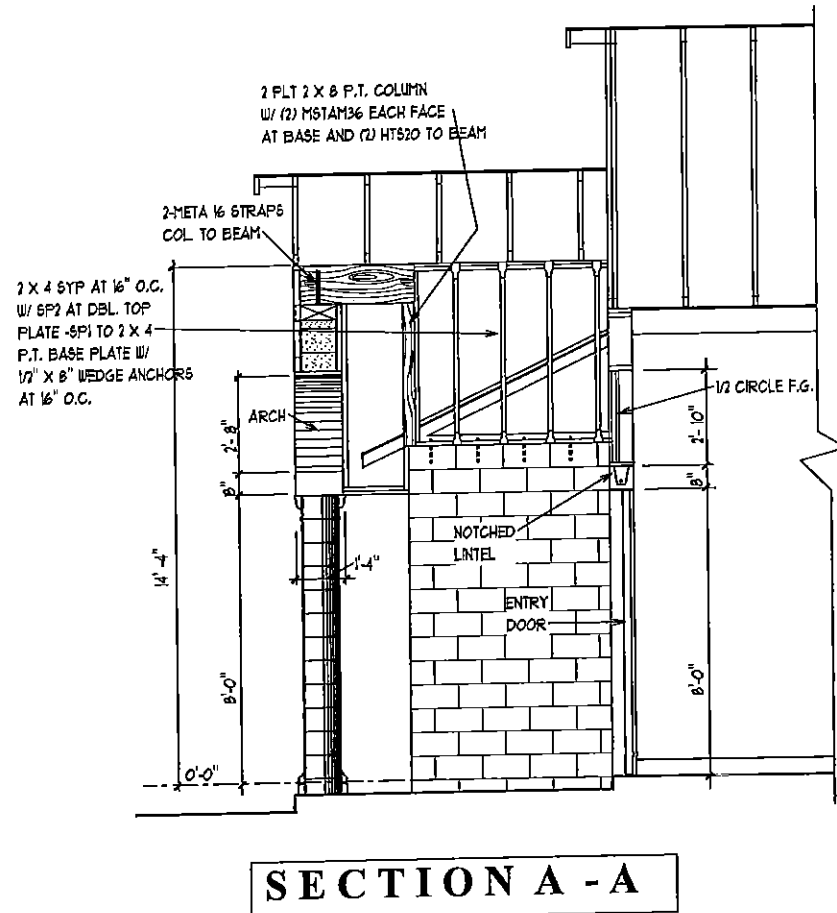 2 PLT 2 X 8 P.T. COLUMN
W/ (2) MSTAM36 EACH FACE
AT BASE AND (2) HTS20 TO BEAM
2-META 16 STRAPS
COL. TO BEAM
2 X 4 SYP AT 16" O.C.
W/ SP2 AT DBL. TOP
PLATE -SP1 TO 2 X 4
P.T. BASE PLATE W/
1/2" X 8" WEDGE ANCHORS
AT 16" O.C.
ARCH
1/2 CIRCLE F.G.
2'-8"
2'-10"
8"
8"
NOTCHED
LINTEL
14'-4"
1'-4"
ENTRY
DOOR
8'-0"
8'-0"
0'-0"
SECTION A - A